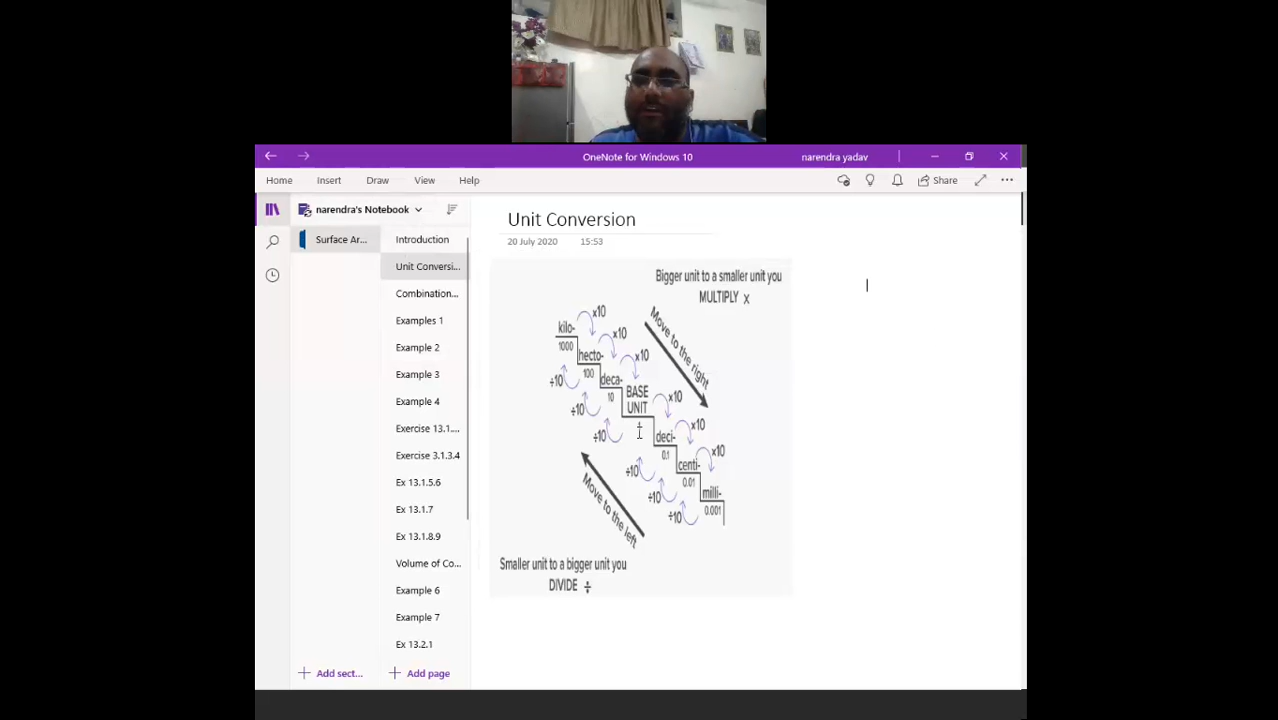 OneNote for Windows 10
narendra yadav
Home
Insert
Draw
View
Help
Share
narendra's Notebook
Surface Ar...
Introduction
Unit Conversi...
Combination...
Examples 1
Example 2
Example 3
Example 4
Exercise 13.1....
Exercise 3.1.3.4
Ex 13.1.5.6
Ex 13.1.7
Ex 13.1.8.9
Volume of Co...
Example 6
Example 7
Ex 13.2.1
Add sect...
Add page
Unit Conversion
20 July 2020 15:53
Bigger unit to a smaller unit you
MULTIPLY x
Move to the right
kilo-
1000
x10
hecto-
100
x10
deca-
10
x10
BASE
UNIT
x10
deci-
0.1
x10
centi-
0.01
x10
milli-
0.001
÷10
÷10
÷10
÷10
÷10
÷10
Move to the left
Smaller unit to a bigger unit you
DIVIDE ÷